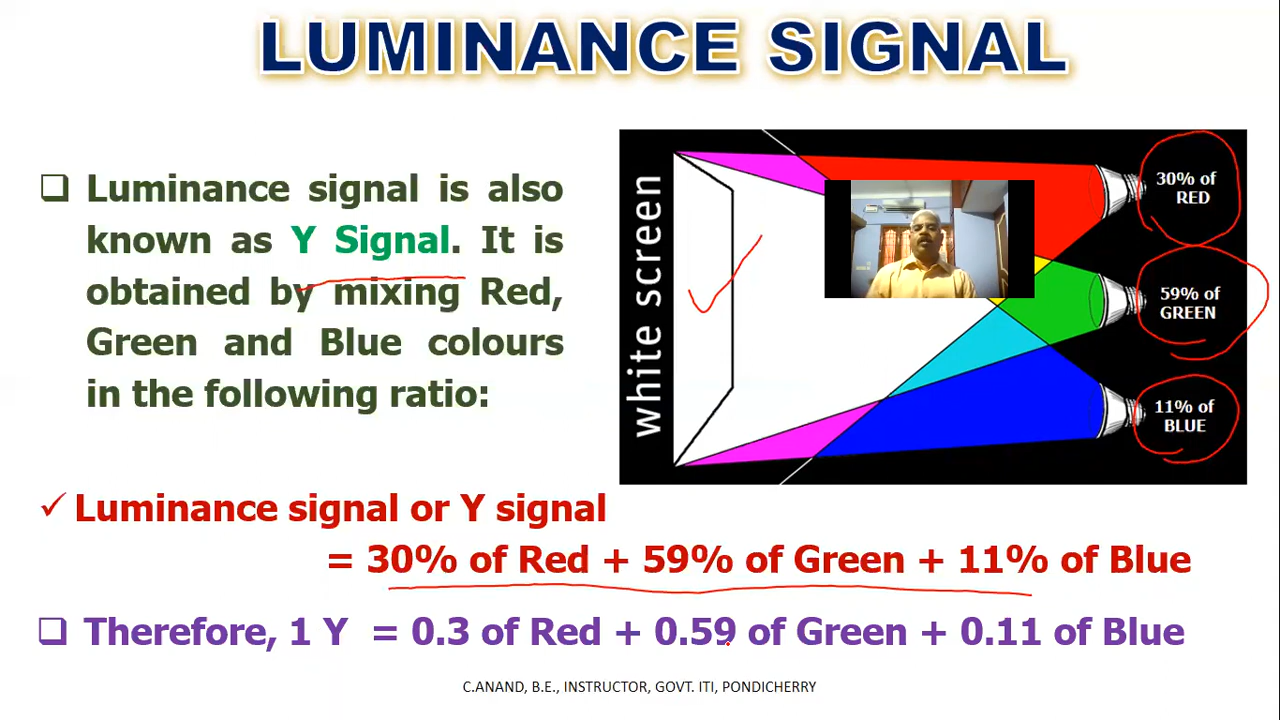 LUMINANCE SIGNAL
❑ Luminance signal is also
known as Y Signal. It is
obtained by mixing Red,
Green and Blue colours
in the following ratio:
white screen
30% of
RED
59% of
GREEN
11% of
BLUE
✓ Luminance signal or Y signal
= 30% of Red + 59% of Green + 11% of Blue
❑ Therefore, 1 Y = 0.3 of Red + 0.59 of Green + 0.11 of Blue
C.ANAND, B.E., INSTRUCTOR, GOVT. ITI, PONDICHERRY